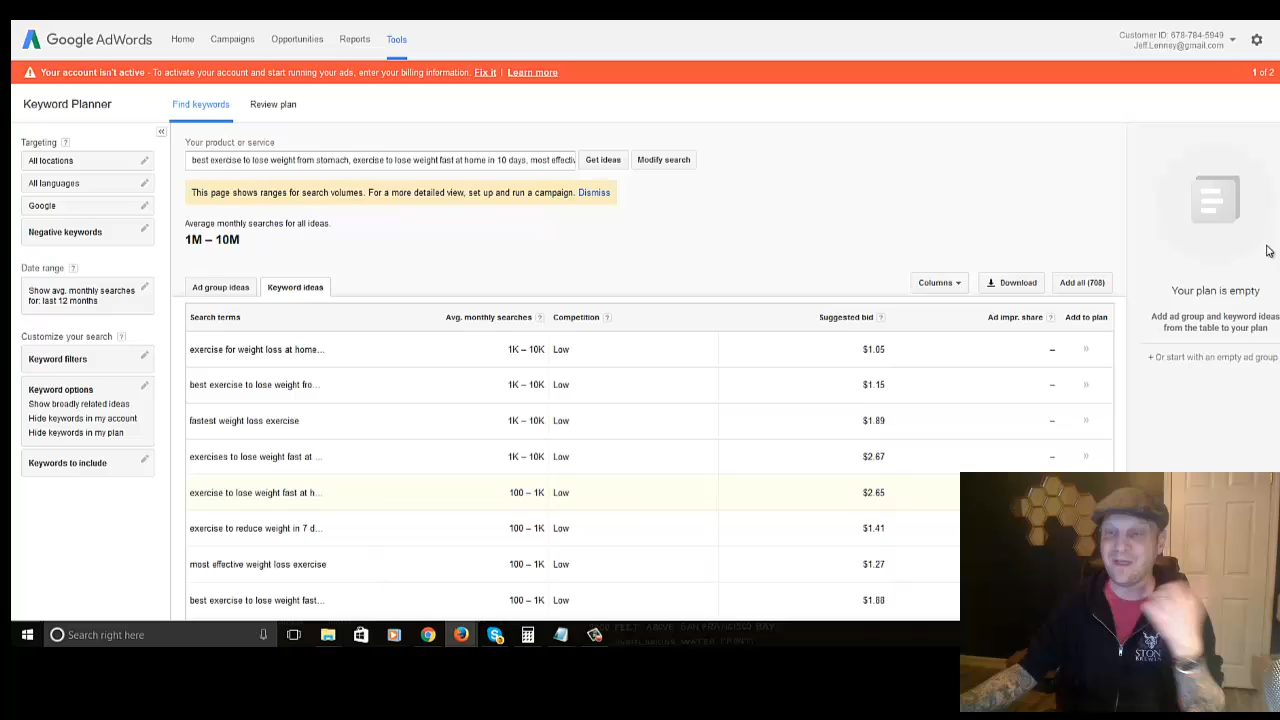 Google AdWords
Home
Campaigns
Opportunities
Reports
Tools
Customer ID: 678-784-5949
Jeff.Lenney@gmail.com
Your account isn't active - To activate your account and start running your ads, enter your billing information. Fix it | Learn more
1 of 2
Keyword Planner
Find keywords
Review plan
Targeting ?
All locations
All languages
Google
Negative keywords
Date range ?
Show avg. monthly searches
for: last 12 months
Customize your search ?
Keyword filters
Keyword options
Show broadly related ideas
Hide keywords in my account
Hide keywords in my plan
Keywords to include
Your product or service
best exercise to lose weight from stomach, exercise to lose weight fast at home in 10 days, most effectiv
Get ideas
Modify search
This page shows ranges for search volumes. For a more detailed view, set up and run a campaign. Dismiss
Average monthly searches for all ideas.
1M – 10M
Ad group ideas
Keyword ideas
Columns
Download
Add all (708)
Search terms Avg. monthly searches ? Competition ? Suggested bid ? Ad impr. share ? Add to plan
exercise for weight loss at home... 1K – 10K Low $1.05 – »
best exercise to lose weight fro... 1K – 10K Low $1.15 – »
fastest weight loss exercise 1K – 10K Low $1.89 – »
exercises to lose weight fast at ... 1K – 10K Low $2.67 – »
exercise to lose weight fast at h... 100 – 1K Low $2.65
exercise to reduce weight in 7 d... 100 – 1K Low $1.41
most effective weight loss exercise 100 – 1K Low $1.27
best exercise to lose weight fast... 100 – 1K Low $1.88
Your plan is empty
Add ad group and keyword ideas
from the table to your plan
+ Or start with an empty ad group
Search right here
FEET ABOVE SAN FRANCISCO BAY
STON
BREWIN